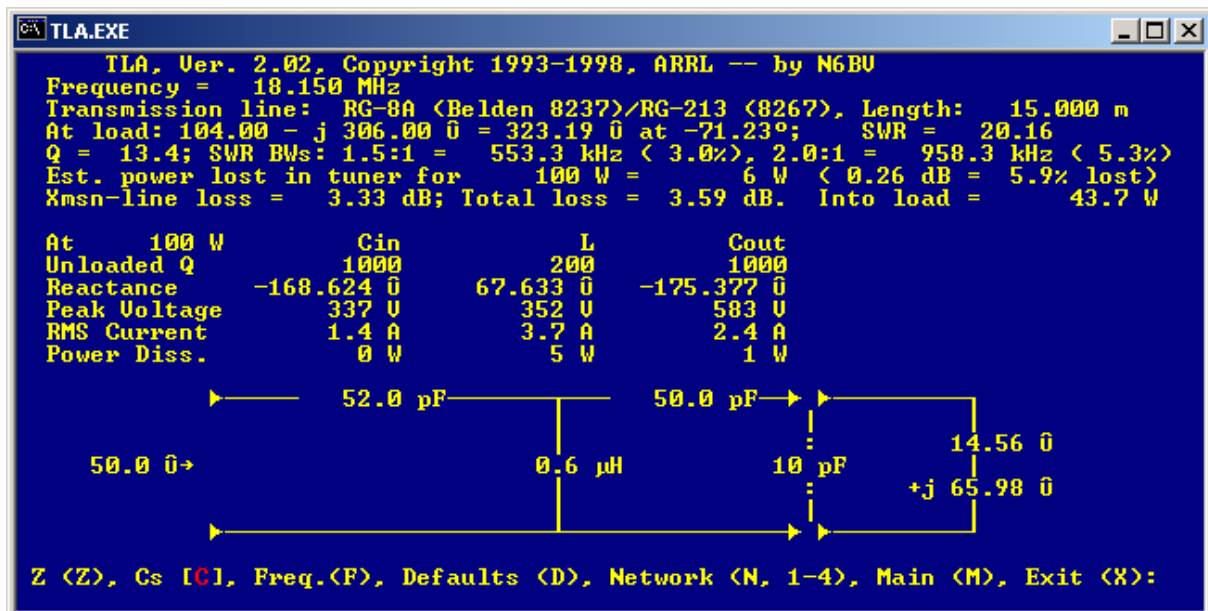 TLA.EXE
TLA, Ver. 2.02, Copyright 1993-1998, ARRL -- by N6BV
Frequency = 18.150 MHz
Transmission line: RG-8A (Belden 8237)/RG-213 (8267), Length: 15.000 m
At load: 104.00 - j 306.00 Û = 323.19 Û at -71.23º; SWR = 20.16
Q = 13.4; SWR BWs: 1.5:1 = 553.3 kHz ( 3.0%), 2.0:1 = 958.3 kHz ( 5.3%)
Est. power lost in tuner for 100 W = 6 W ( 0.26 dB = 5.9% lost)
Xmsn-line loss = 3.33 dB; Total loss = 3.59 dB. Into load = 43.7 W
At 100 W Cin L Cout
Unloaded Q 1000 200 1000
Reactance -168.624 Û 67.633 Û -175.377 Û
Peak Voltage 337 V 352 V 583 V
RMS Current 1.4 A 3.7 A 2.4 A
Power Diss. 0 W 5 W 1 W
52.0 pF 50.0 pF
14.56 Û
50.0 Û→ 0.6 µH 10 pF
+j 65.98 Û
Z (Z), Cs [C], Freq.(F), Defaults (D), Network (N, 1-4), Main (M), Exit (X):